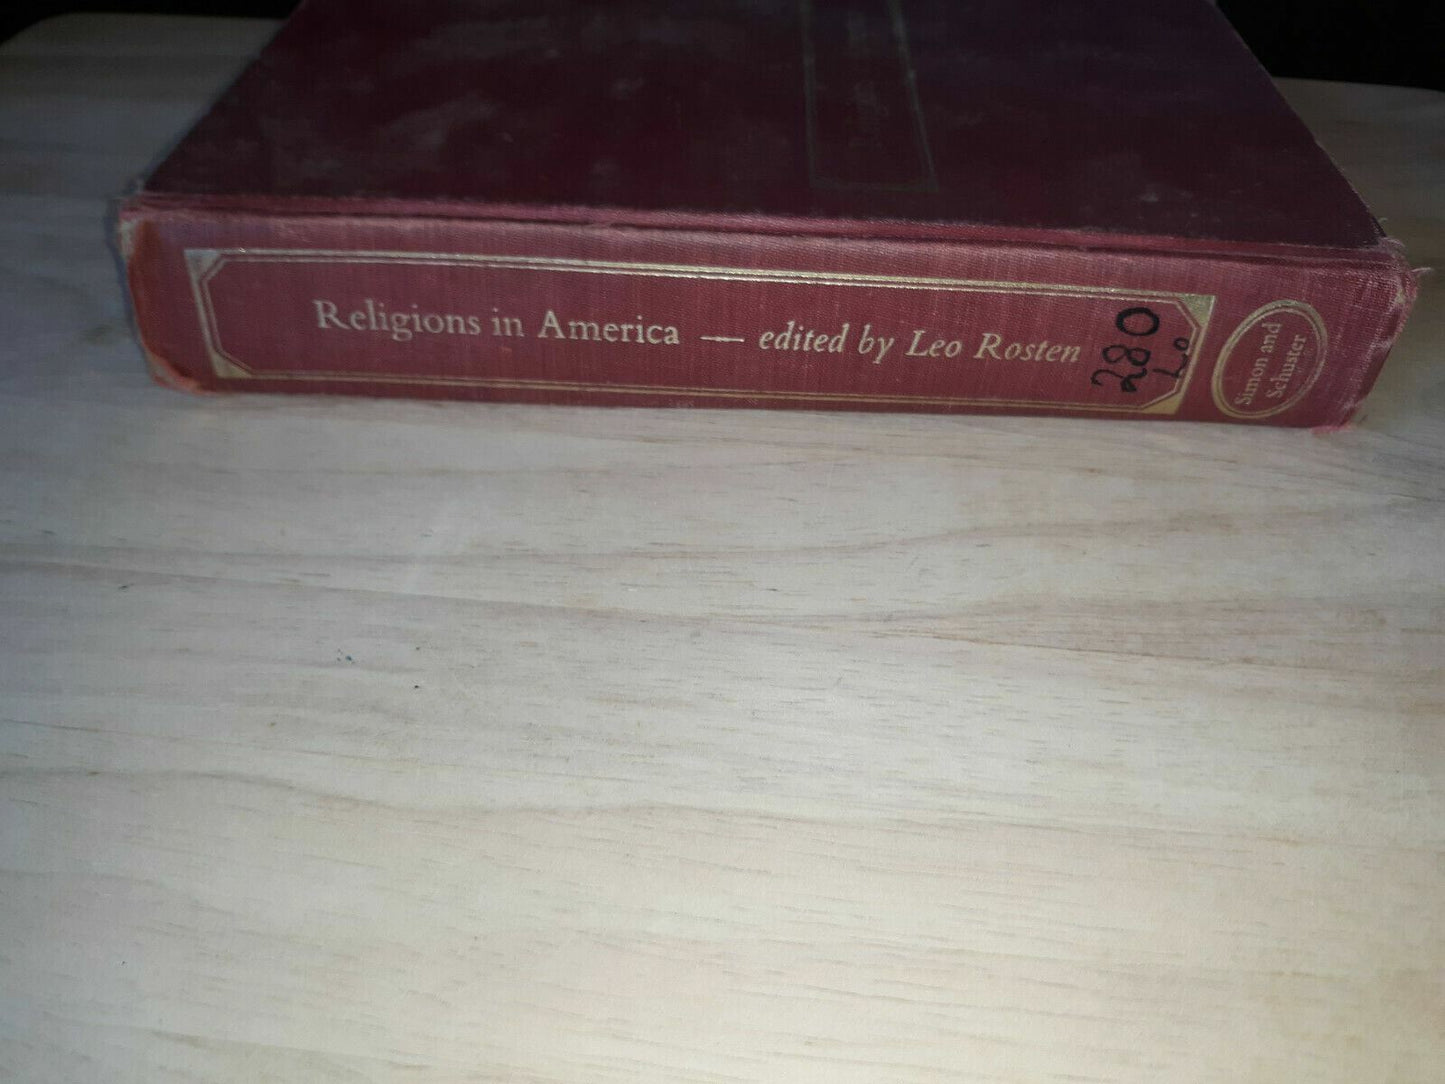 Religions in America — edited by Leo Rosten
280
Lo
Simon and
Schuster